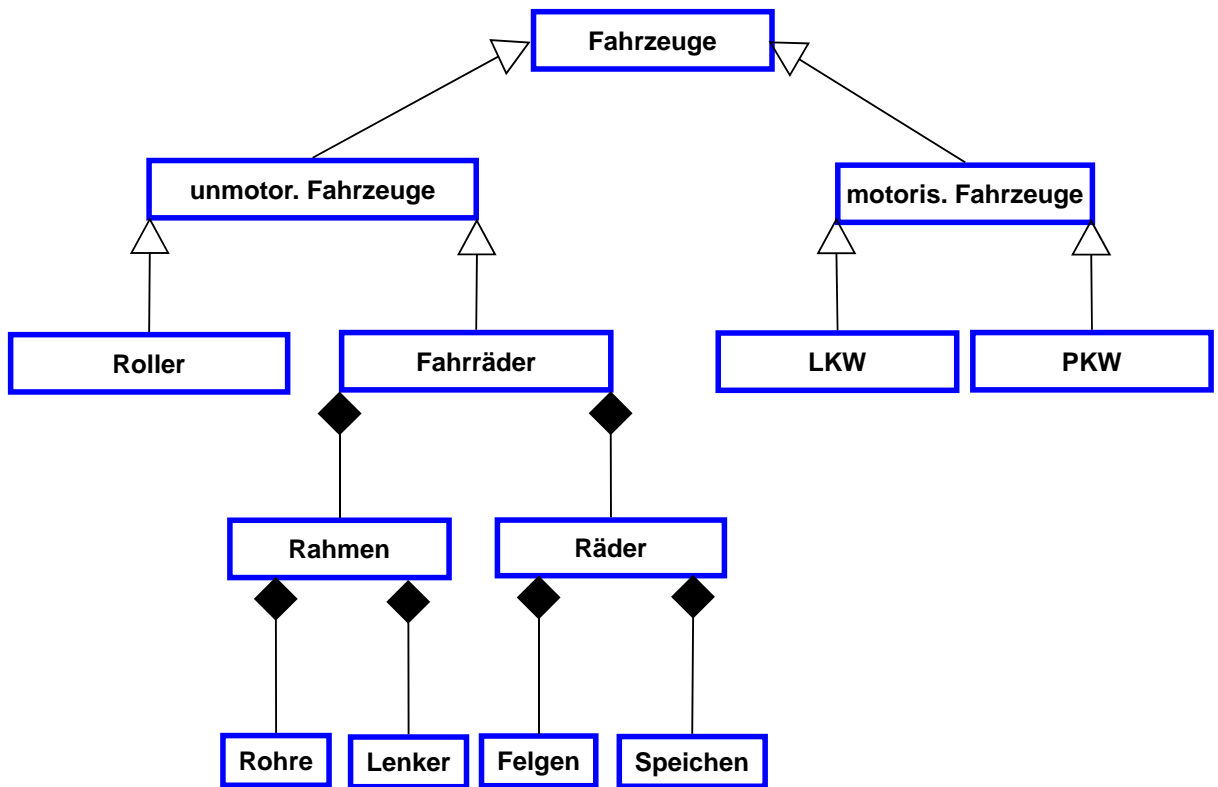 Fahrzeuge
unmotor. Fahrzeuge
motoris. Fahrzeuge
Roller
Fahrräder
LKW
PKW
Rahmen
Räder
Rohre
Lenker
Felgen
Speichen